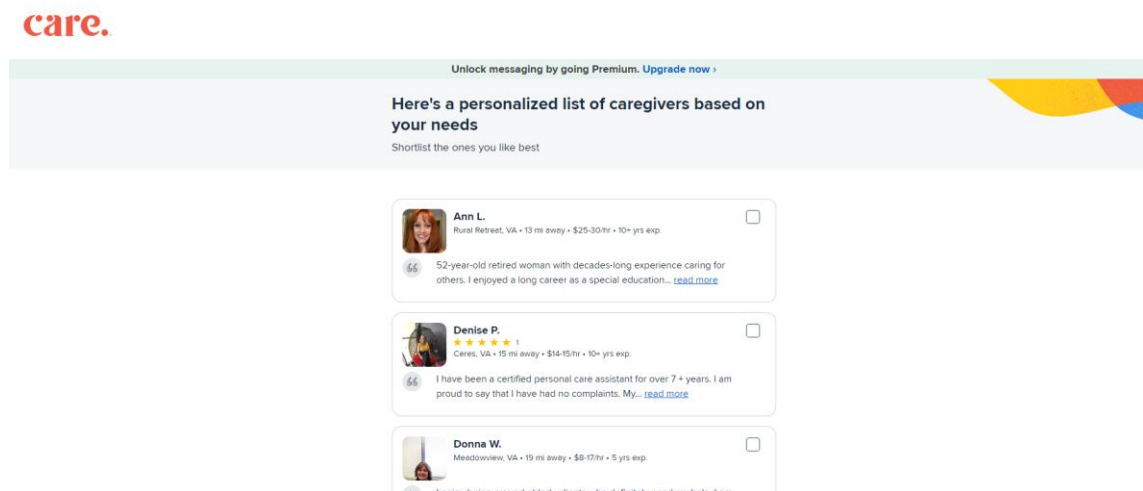 care.
Unlock messaging by going Premium. Upgrade now ›
Here's a personalized list of caregivers based on
your needs
Shortlist the ones you like best
Ann L.
Rural Retreat, VA • 13 mi away • $25-30/hr • 10+ yrs exp.
52-year-old retired woman with decades-long experience caring for
others. I enjoyed a long career as a special education... read more
Denise P.
★★★★★ 1
Ceres, VA • 15 mi away • $14-15/hr • 10+ yrs exp.
I have been a certified personal care assistant for over 7 + years. I am
proud to say that I have had no complaints. My... read more
Donna W.
Meadowview, VA • 19 mi away • $8-17/hr • 5 yrs exp.